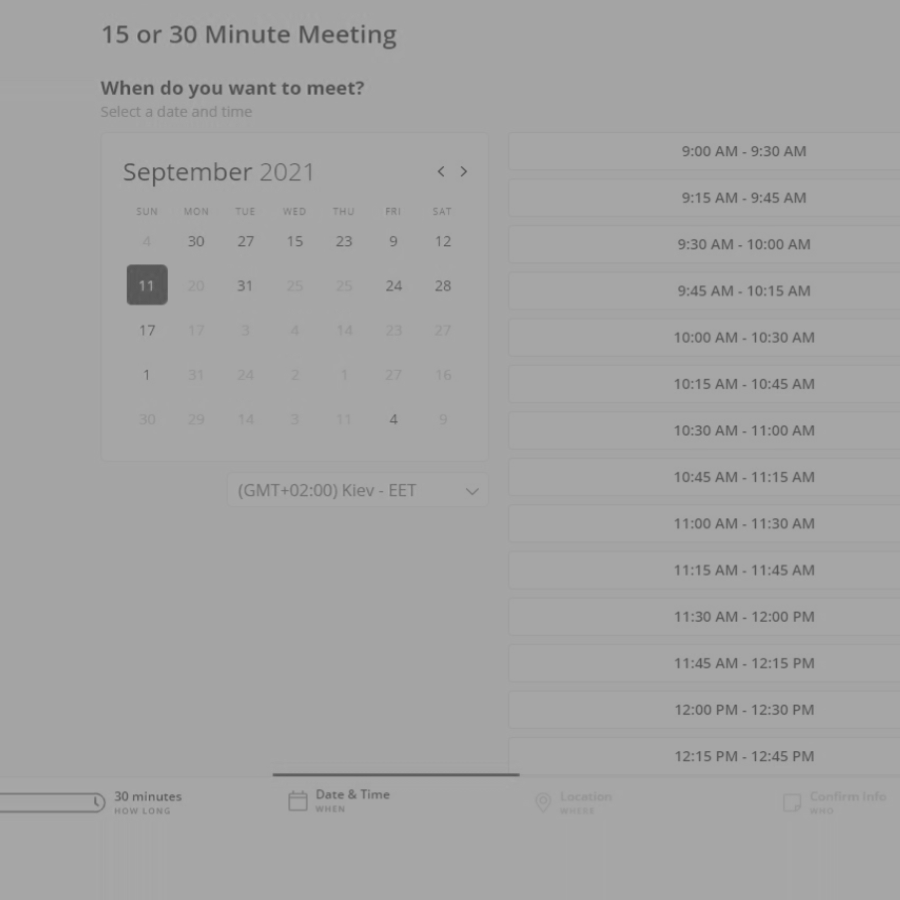 15 or 30 Minute Meeting
When do you want to meet?
Select a date and time
September 2021
SUN MON TUE WED THU FRI SAT
4 30 27 15 23 9 12
11 20 31 25 25 24 28
17 17 3 4 14 23 27
1 31 24 2 1 27 16
30 29 14 3 11 4 9
(GMT+02:00) Kiev - EET
9:00 AM - 9:30 AM
9:15 AM - 9:45 AM
9:30 AM - 10:00 AM
9:45 AM - 10:15 AM
10:00 AM - 10:30 AM
10:15 AM - 10:45 AM
10:30 AM - 11:00 AM
10:45 AM - 11:15 AM
11:00 AM - 11:30 AM
11:15 AM - 11:45 AM
11:30 AM - 12:00 PM
11:45 AM - 12:15 PM
12:00 PM - 12:30 PM
12:15 PM - 12:45 PM
30 minutes
HOW LONG
Date & Time
WHEN
Location
WHERE
Confirm Info
WHO